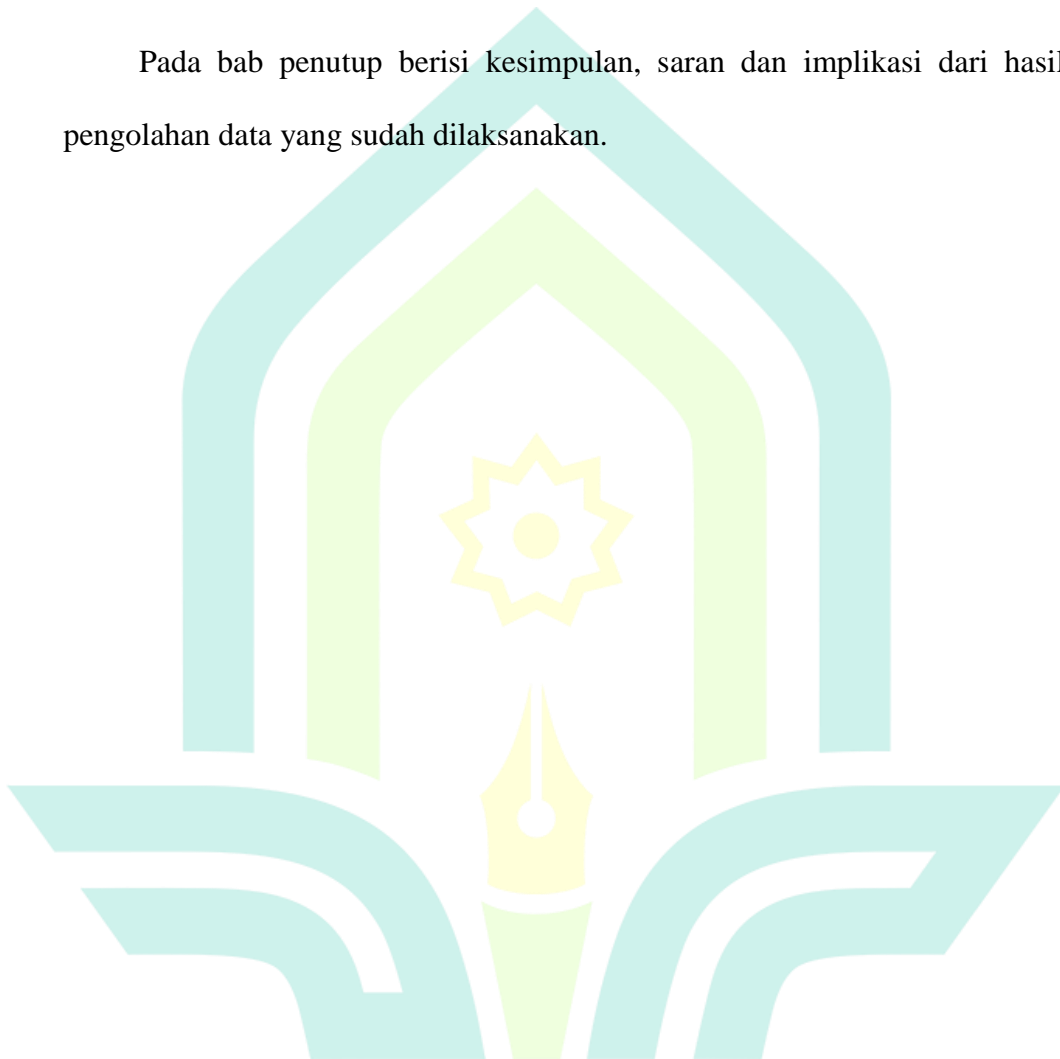 Pada bab penutup berisi kesimpulan, saran dan implikasi dari hasil
pengolahan data yang sudah dilaksanakan.